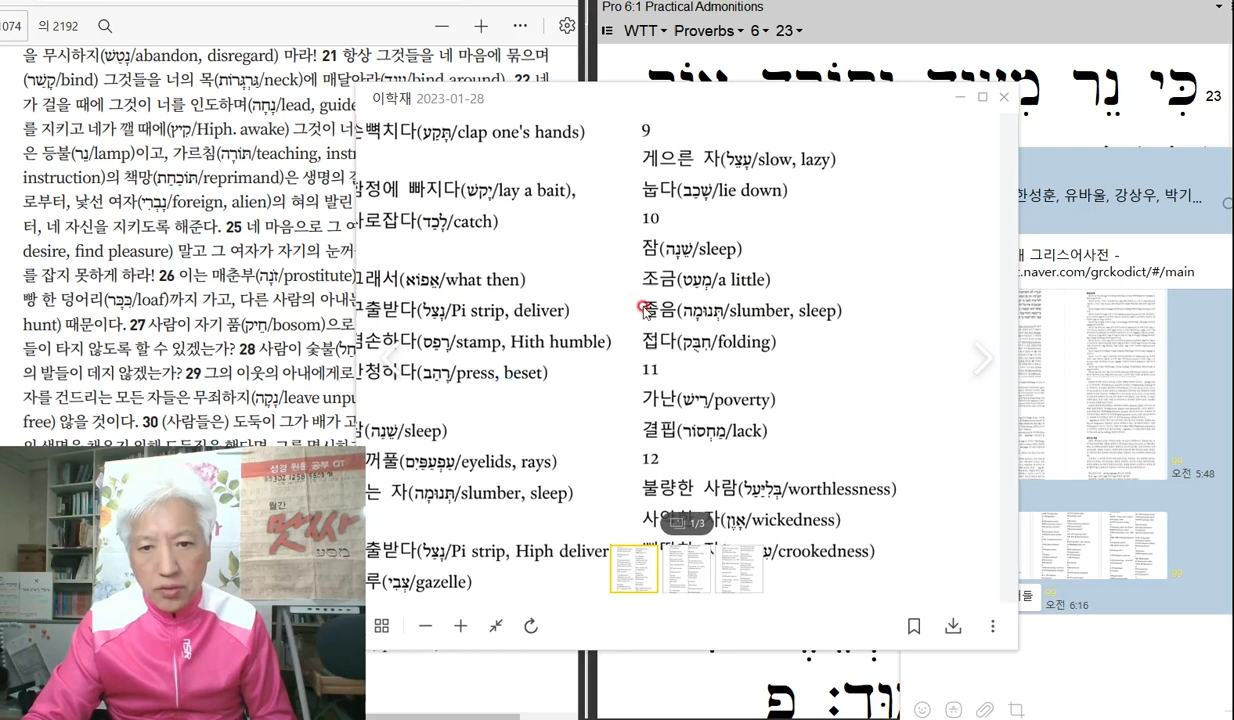 1074 의 2192
을 무시하지(נָטַשׁ/abandon, disregard) 마라! 21 항상 그것들을 네 마음에 묶으며
(קָשַׁר/bind) 그것들을 너의 목(גַּרְגְּרוֹת/neck)에 매달아라
22 네
가 걸을 때에 그것이 너를 인도하며(נָחָה/lead, guide
를 지키고 네가 깰 때에(קִיץ/Hiph. awake) 그것이 너
은 등불(נֵר/lamp)이고, 가르침(תּוֹרָה/teaching, instr
instruction)의 책망(תּוֹכַחַת/reprimand)은 생명의
로부터, 낯선 여자(נָכְרִי/foreign, alien)의 혀의 발린
터, 네 자신을 지키도록 해준다. 25 네 마음으로 그
desire, find pleasure) 말고 그 여자가 자기의 눈꺼
를 잡지 못하게 하라! 26 이는 매춘부(זֹנָה/prostitute)
빵 한 덩어리(כִּכָּר/loaf)까지 가고, 다른 사람의 아내는
hunt) 때문이다. 27 사람이 자기 품(חֵיק/bosom)으로
들이 타지 않도록 할 수 있겠는가? 28 사람이 숯불
의 발들이 데지 않겠는가? 29 그의 이웃의 아내에게로
자를 건드리는 모든 자들은 무죄하지(נָקָה/leave unpu
free) 않을 것이다. 30 (사람들은) 도둑이 그가 배가 고
Pro 6:1 Practical Admonitions
WTT Proverbs 6 23
23
이학재 2023-01-28
뼉치다(תָּקַע/clap one's hands)
정에 빠지다(יָקֹשׁ/lay a bait),
로잡다(לָכַד/catch)
래서(אֵפוֹא/what then)
출받다(נָצַל/Pi strip, deliver)
손하다(רָפַס/stamp, Hith humble)
청하다(רָהַב/press, beset)
(שֵׁנָה/sleep)
꺼풀(עַפְעַפַּיִם/eyelids, rays)
는 자(תְּנוּמָה/slumber, sleep)
출받다(נָצַל/Pi strip, Hiph deliver
루(צְבִי/gazelle)
9
게으른 자(עָצֵל/slow, lazy)
눕다(שָׁכַב/lie down)
10
잠(שֵׁנָה/sleep)
조금(מְעַט/a little)
졸음(תְּנוּמָה/slumber, sleep)
접다(חִבֻּק/folding)
11
가난(רֵישׁ/poverty)
결핍(מַחְסוֹר/lack)
12
불량한 사람(בְּלִיַּעַל/worthlessness)
자(אָוֶן/wickedness)
/crookedness)
1/3
한성훈, 유바울, 강상우, 박기...
그리스어사전 -
t.naver.com/grckodict/#/main
99
오전 5:48
99
99
오전 6:16
들
성경 원문 공부 QT
월간